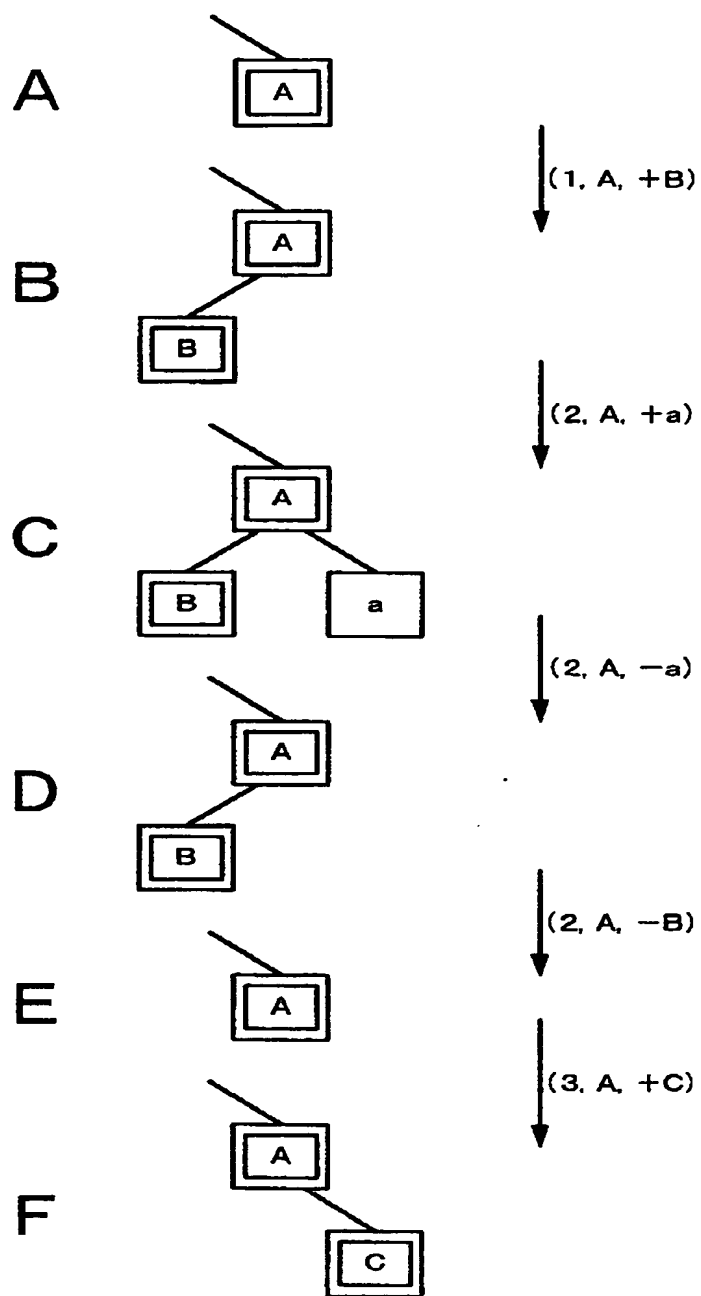 A
A
(1, A, +B)
B
A
B
(2, A, +a)
C
A
B
a
(2, A, −a)
D
A
B
(2, A, −B)
E
A
(3, A, +C)
F
A
C